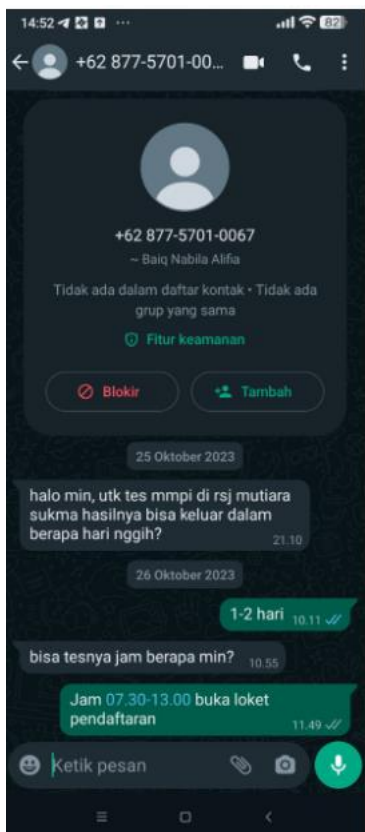 14:52
82
+62 877-5701-00...
+62 877-5701-0067
~ Baiq Nabila Alifia
Tidak ada dalam daftar kontak • Tidak ada
grup yang sama
Fitur keamanan
Blokir
Tambah
25 Oktober 2023
halo min, utk tes mmpi di rsj mutiara
sukma hasilnya bisa keluar dalam
berapa hari nggih?
21.10
26 Oktober 2023
1-2 hari 10.11
bisa tesnya jam berapa min? 10.55
Jam 07.30-13.00 buka loket
pendaftaran
11.49
Ketik pesan